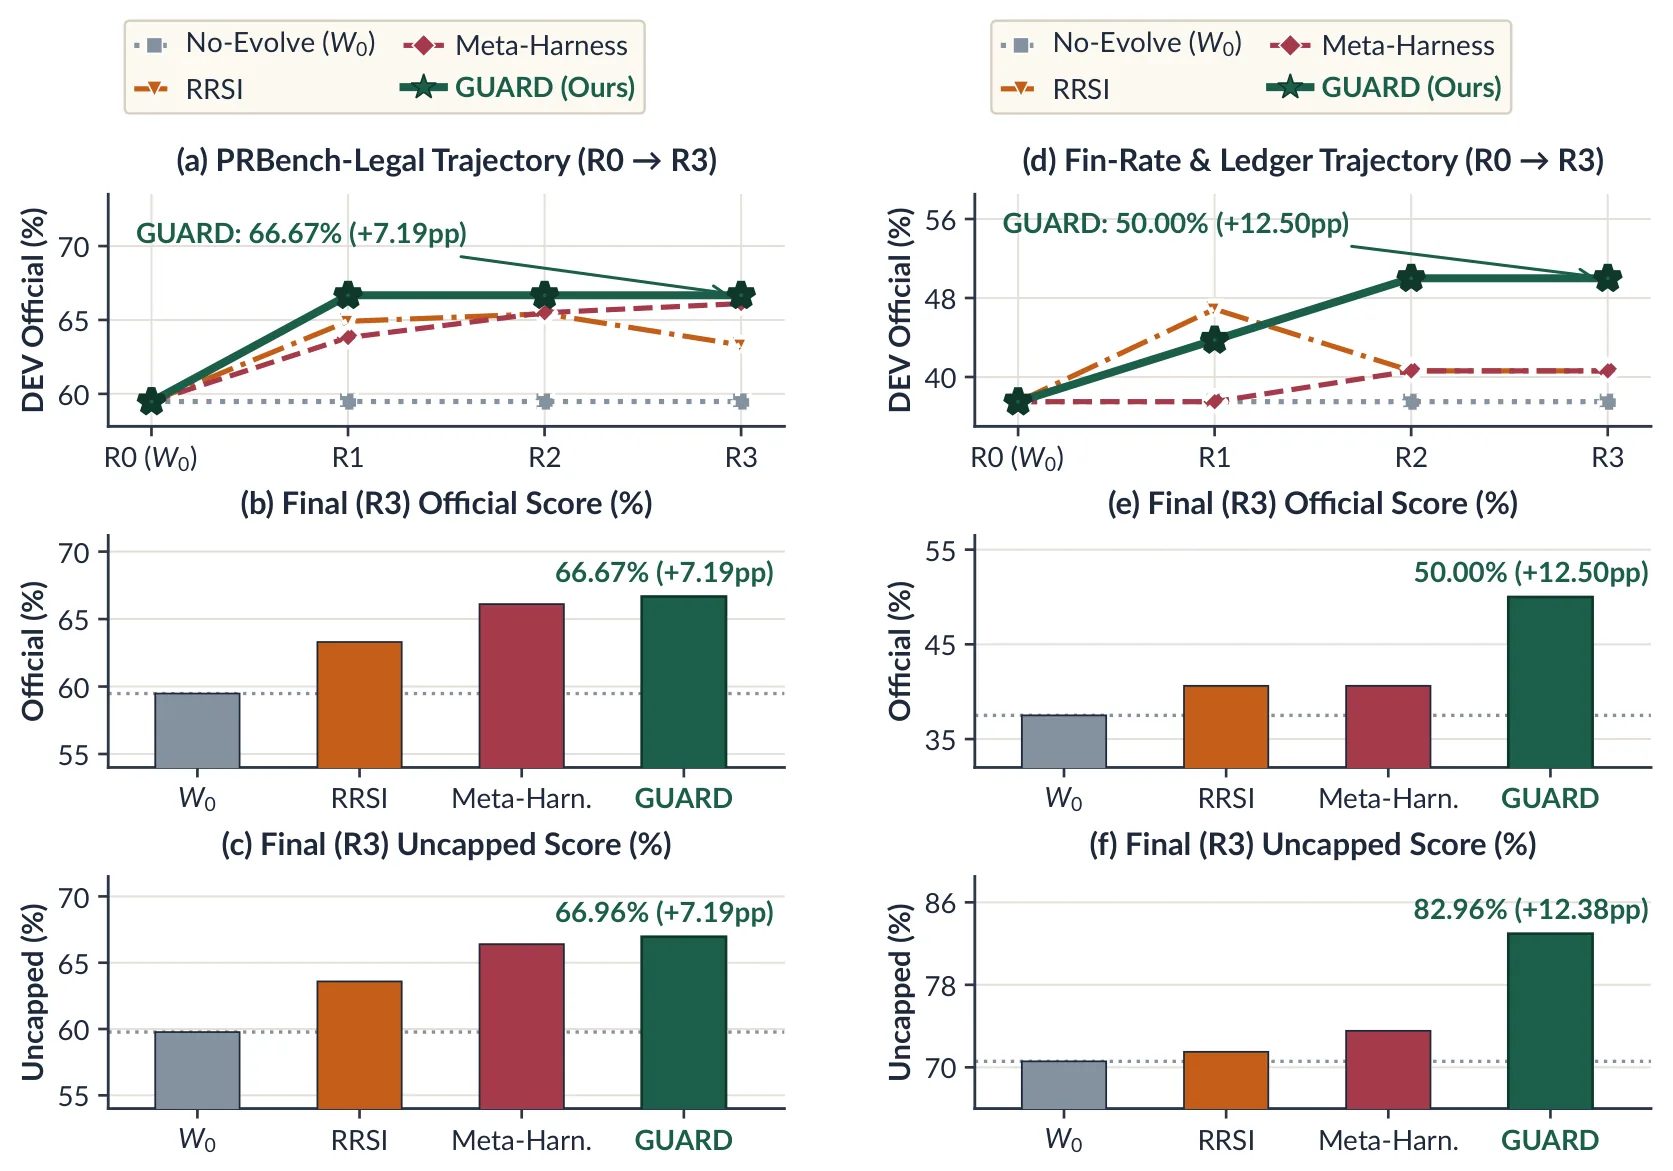 No-Evolve (W₀)
Meta-Harness
RRSI
GUARD (Ours)
(a) PRBench-Legal Trajectory (R0 → R3)
DEV Official (%)
70
65
60
GUARD: 66.67% (+7.19pp)
R0 (W₀)
R1
R2
R3
(b) Final (R3) Official Score (%)
Official (%)
70
65
60
55
66.67% (+7.19pp)
W₀
RRSI
Meta-Harn.
GUARD
(c) Final (R3) Uncapped Score (%)
Uncapped (%)
70
65
60
55
66.96% (+7.19pp)
W₀
RRSI
Meta-Harn.
GUARD
No-Evolve (W₀)
Meta-Harness
RRSI
GUARD (Ours)
(d) Fin-Rate & Ledger Trajectory (R0 → R3)
DEV Official (%)
56
48
40
GUARD: 50.00% (+12.50pp)
R0 (W₀)
R1
R2
R3
(e) Final (R3) Official Score (%)
Official (%)
55
45
35
50.00% (+12.50pp)
W₀
RRSI
Meta-Harn.
GUARD
(f) Final (R3) Uncapped Score (%)
Uncapped (%)
86
78
70
82.96% (+12.38pp)
W₀
RRSI
Meta-Harn.
GUARD